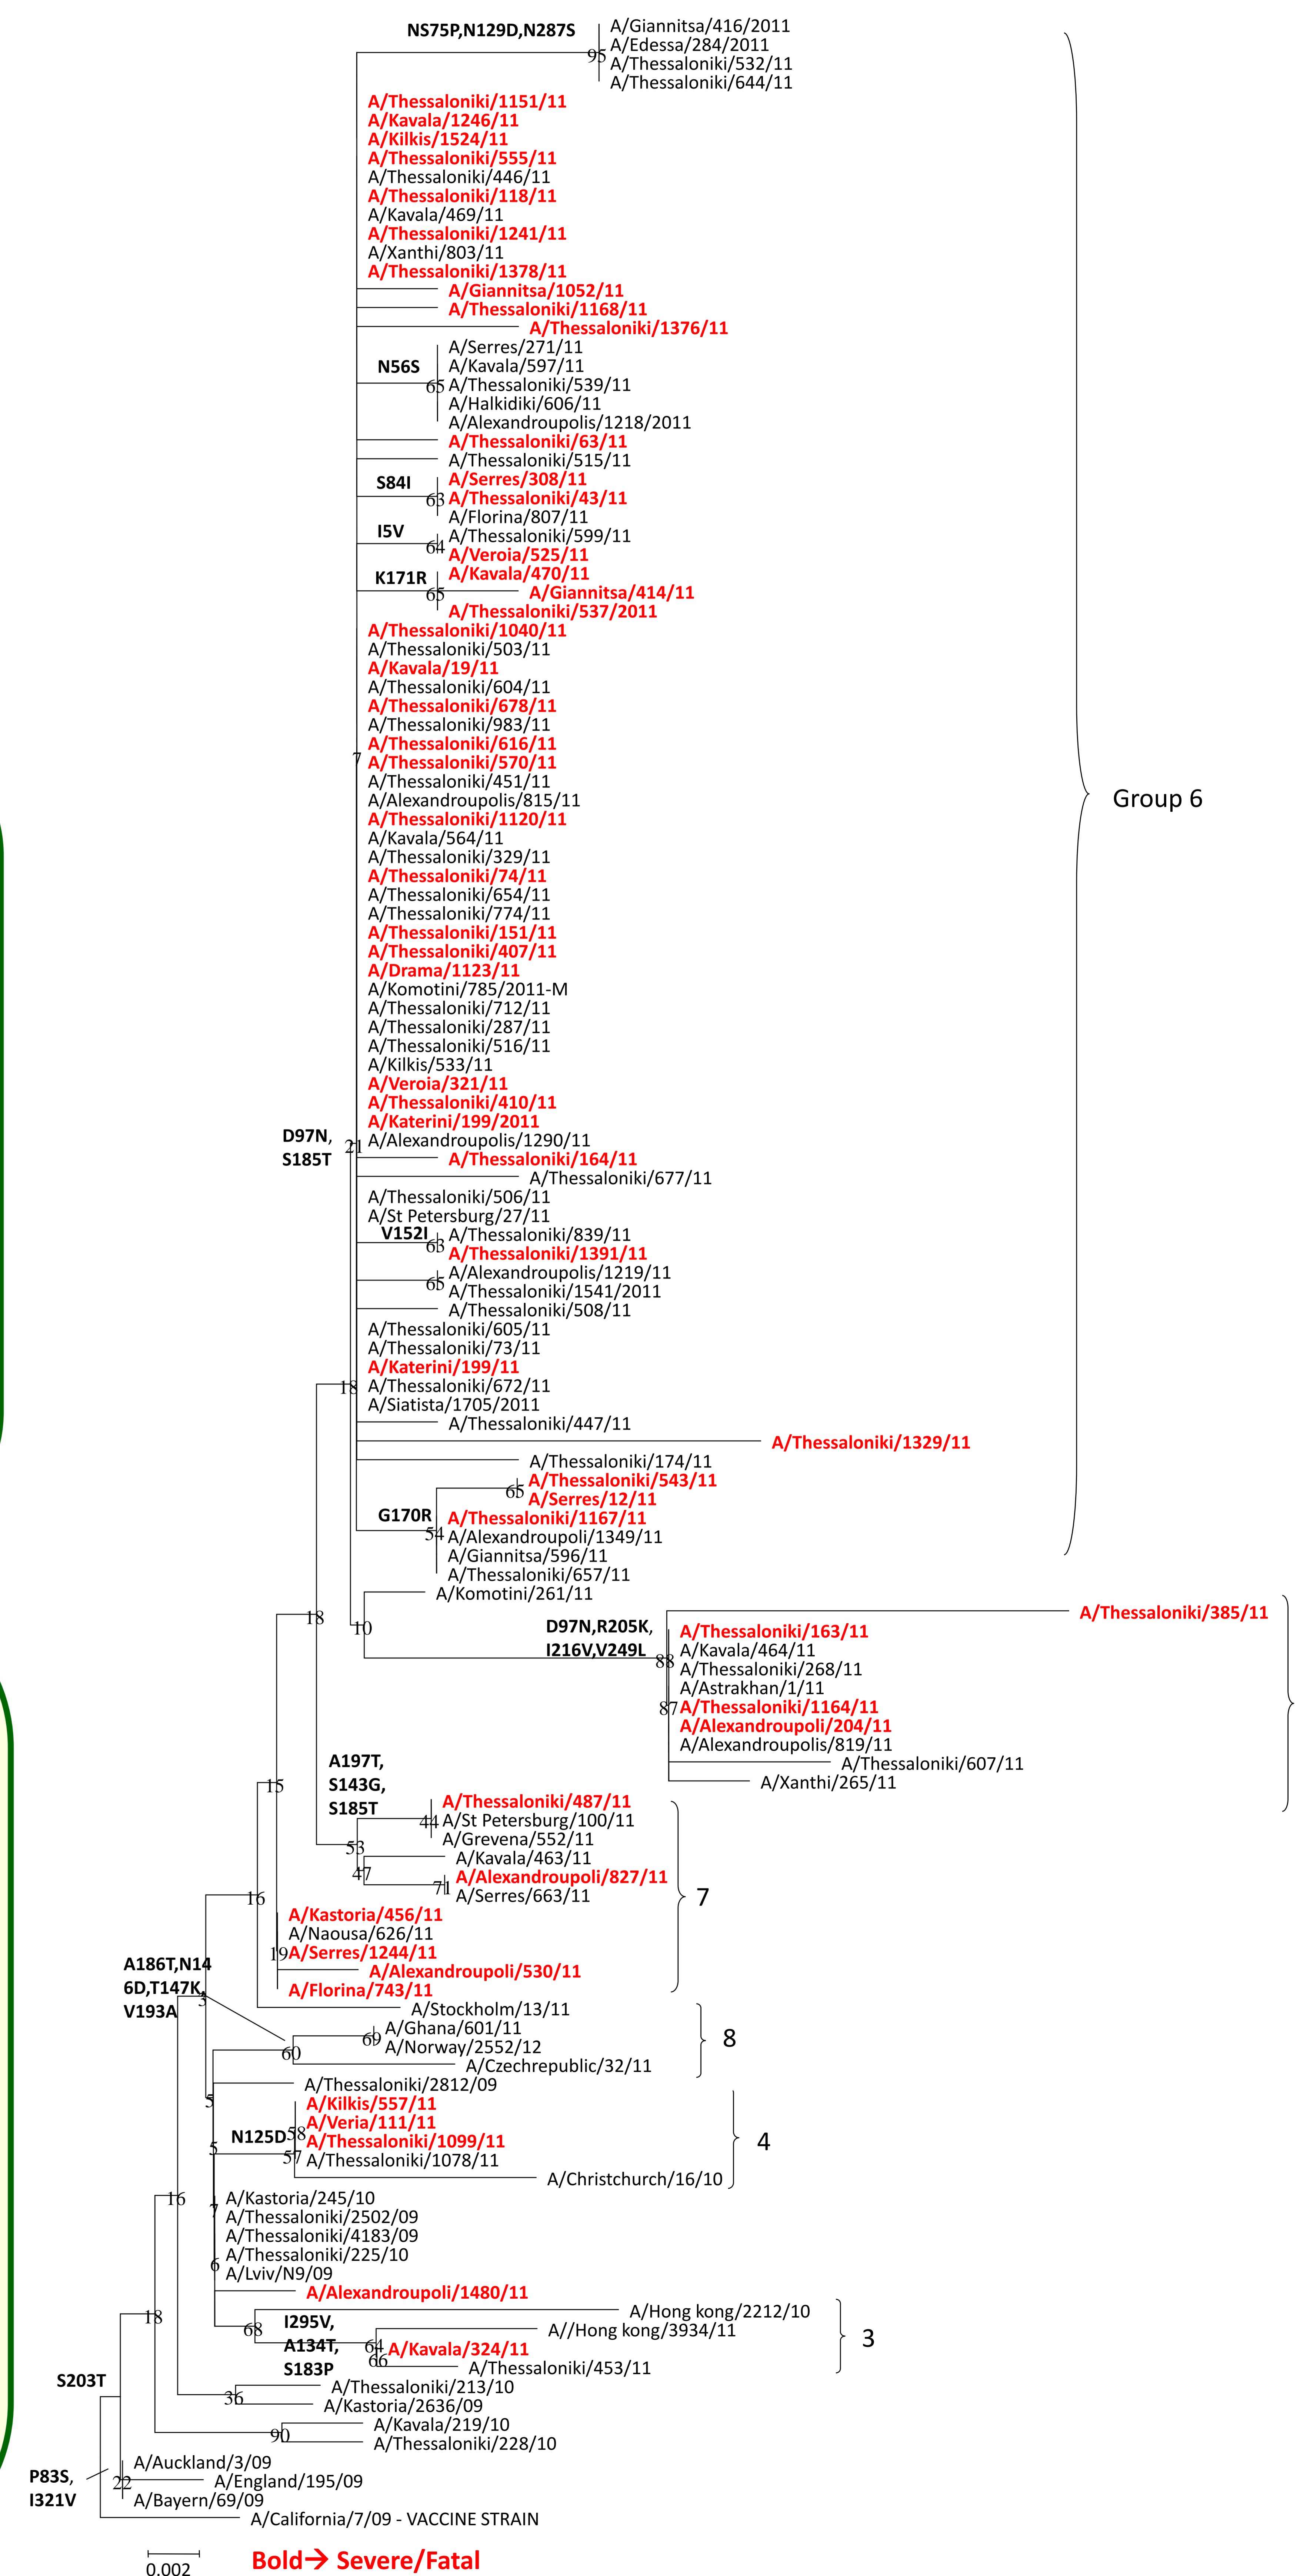 NS75P,N129D,N287S
A/Giannitsa/416/2011
A/Edessa/284/2011
95
A/Thessaloniki/532/11
A/Thessaloniki/644/11
A/Thessaloniki/1151/11
A/Kavala/1246/11
A/Kilkis/1524/11
A/Thessaloniki/555/11
A/Thessaloniki/446/11
A/Thessaloniki/118/11
A/Kavala/469/11
A/Thessaloniki/1241/11
A/Xanthi/803/11
A/Thessaloniki/1378/11
A/Giannitsa/1052/11
A/Thessaloniki/1168/11
A/Thessaloniki/1376/11
A/Serres/271/11
N56S
A/Kavala/597/11
65
A/Thessaloniki/539/11
A/Halkidiki/606/11
A/Alexandroupolis/1218/2011
A/Thessaloniki/63/11
A/Thessaloniki/515/11
S84I
A/Serres/308/11
63
A/Thessaloniki/43/11
A/Florina/807/11
I5V
A/Thessaloniki/599/11
64
A/Veroia/525/11
K171R
A/Kavala/470/11
65
A/Giannitsa/414/11
A/Thessaloniki/537/2011
A/Thessaloniki/1040/11
A/Thessaloniki/503/11
A/Kavala/19/11
A/Thessaloniki/604/11
A/Thessaloniki/678/11
A/Thessaloniki/983/11
A/Thessaloniki/616/11
7
A/Thessaloniki/570/11
A/Thessaloniki/451/11
A/Alexandroupolis/815/11
Group 6
A/Thessaloniki/1120/11
A/Kavala/564/11
A/Thessaloniki/329/11
A/Thessaloniki/74/11
A/Thessaloniki/654/11
A/Thessaloniki/774/11
A/Thessaloniki/151/11
A/Thessaloniki/407/11
A/Drama/1123/11
A/Komotini/785/2011-M
A/Thessaloniki/712/11
A/Thessaloniki/287/11
A/Thessaloniki/516/11
A/Kilkis/533/11
A/Veroia/321/11
A/Thessaloniki/410/11
A/Katerini/199/2011
D97N,
S185T
21
A/Alexandroupolis/1290/11
A/Thessaloniki/164/11
A/Thessaloniki/677/11
A/Thessaloniki/506/11
A/St Petersburg/27/11
V152I
A/Thessaloniki/839/11
63
A/Thessaloniki/1391/11
A/Alexandroupolis/1219/11
65
A/Thessaloniki/1541/2011
A/Thessaloniki/508/11
A/Thessaloniki/605/11
A/Thessaloniki/73/11
A/Katerini/199/11
18
A/Thessaloniki/672/11
A/Siatista/1705/2011
A/Thessaloniki/447/11
A/Thessaloniki/1329/11
A/Thessaloniki/174/11
A/Thessaloniki/543/11
65
A/Serres/12/11
G170R
A/Thessaloniki/1167/11
54
A/Alexandroupoli/1349/11
A/Giannitsa/596/11
A/Thessaloniki/657/11
A/Komotini/261/11
18
10
A/Thessaloniki/385/11
D97N,R205K,
I216V,V249L
A/Thessaloniki/163/11
A/Kavala/464/11
88
A/Thessaloniki/268/11
A/Astrakhan/1/11
87
A/Thessaloniki/1164/11
A/Alexandroupoli/204/11
A/Alexandroupolis/819/11
A/Thessaloniki/607/11
A/Xanthi/265/11
15
A197T,
S143G,
S185T
A/Thessaloniki/487/11
44
A/St Petersburg/100/11
A/Grevena/552/11
53
A/Kavala/463/11
47
A/Alexandroupoli/827/11
71
A/Serres/663/11
7
16
A/Kastoria/456/11
A/Naousa/626/11
19
A/Serres/1244/11
A/Alexandroupoli/530/11
A/Florina/743/11
A186T,N14
6D,T147K,
V193A
3
A/Stockholm/13/11
A/Ghana/601/11
69
A/Norway/2552/12
60
A/Czechrepublic/32/11
8
A/Thessaloniki/2812/09
5
A/Kilkis/557/11
A/Veria/111/11
N125D
58
A/Thessaloniki/1099/11
5
57
A/Thessaloniki/1078/11
A/Christchurch/16/10
4
16
A/Kastoria/245/10
7
A/Thessaloniki/2502/09
A/Thessaloniki/4183/09
A/Thessaloniki/225/10
6
A/Lviv/N9/09
A/Alexandroupoli/1480/11
18
A/Hong kong/2212/10
68
I295V,
A134T,
S183P
A//Hong kong/3934/11
64
A/Kavala/324/11
66
A/Thessaloniki/453/11
3
S203T
A/Thessaloniki/213/10
36
A/Kastoria/2636/09
A/Kavala/219/10
90
A/Thessaloniki/228/10
A/Auckland/3/09
P83S,
I321V
22
A/England/195/09
A/Bayern/69/09
A/California/7/09 - VACCINE STRAIN
0.002
Bold→ Severe/Fatal